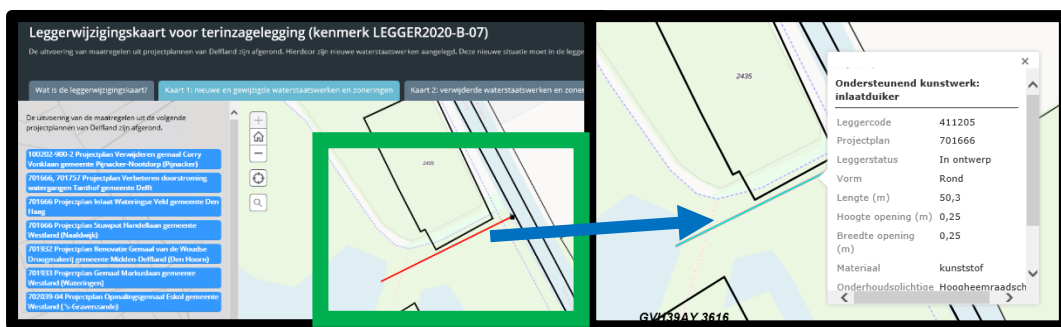 Leggerwijzigingskaart voor terinzagelegging (kenmerk LEGGER2020-B-07)
De uitvoering van maatregelen uit projectplannen van Delfland zijn afgerond. Hierdoor zijn nieuwe waterstaatswerken aangelegd. Deze nieuwe situatie moet in de legge
Wat is de leggerwijzigingskaart?
Kaart 1: nieuwe en gewijzigde waterstaatswerken en zoneringen
Kaart 2: verwijderde waterstaatswerken en zoner
De uitvoering van de maatregelen uit de volgende
projectplannen van Delfland zijn afgerond.
100202-900-2 Projectplan Verwijderen gemaal Corry
Vonklaan gemeente Pijnacker-Nootdorp (Pijnacker)
701666, 701757 Projectplan Verbeteren doorstroming
watergangen Tanthof gemeente Delft
701666 Projectplan Inlaat Wateringse Veld gemeente Den
Haag
701666 Projectplan Stuwput Handellaan gemeente
Westland (Naaldwijk)
701932 Projectplan Renovatie Gemaal van de Woudse
Droogmakerij gemeente Midden-Delfland (Den Hoorn)
701933 Projectplan Gemaal Markuslaan gemeente
Westland (Wateringen)
702039-04 Projectplan Opmalingsgemaal Eskol gemeente
Westland ('s-Gravenzande)
2435
2435
Ondersteunend kunstwerk:
inlaatduiker
Leggercode 411205
Projectplan 701666
Leggerstatus In ontwerp
Vorm Rond
Lengte (m) 50,3
Hoogte opening (m) 0,25
Breedte opening 0,25
(m)
Materiaal kunststof
Onderhoudsplichtige Hoogheemraadsch
GVH39AY 3616